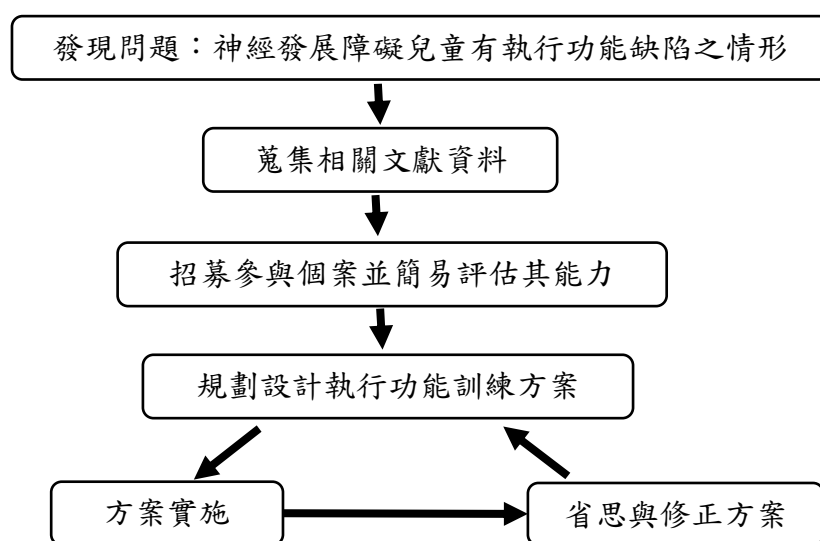 發現問題：神經發展障礙兒童有執行功能缺陷之情形
蒐集相關文獻資料
招募參與個案並簡易評估其能力
規劃設計執行功能訓練方案
方案實施
省思與修正方案